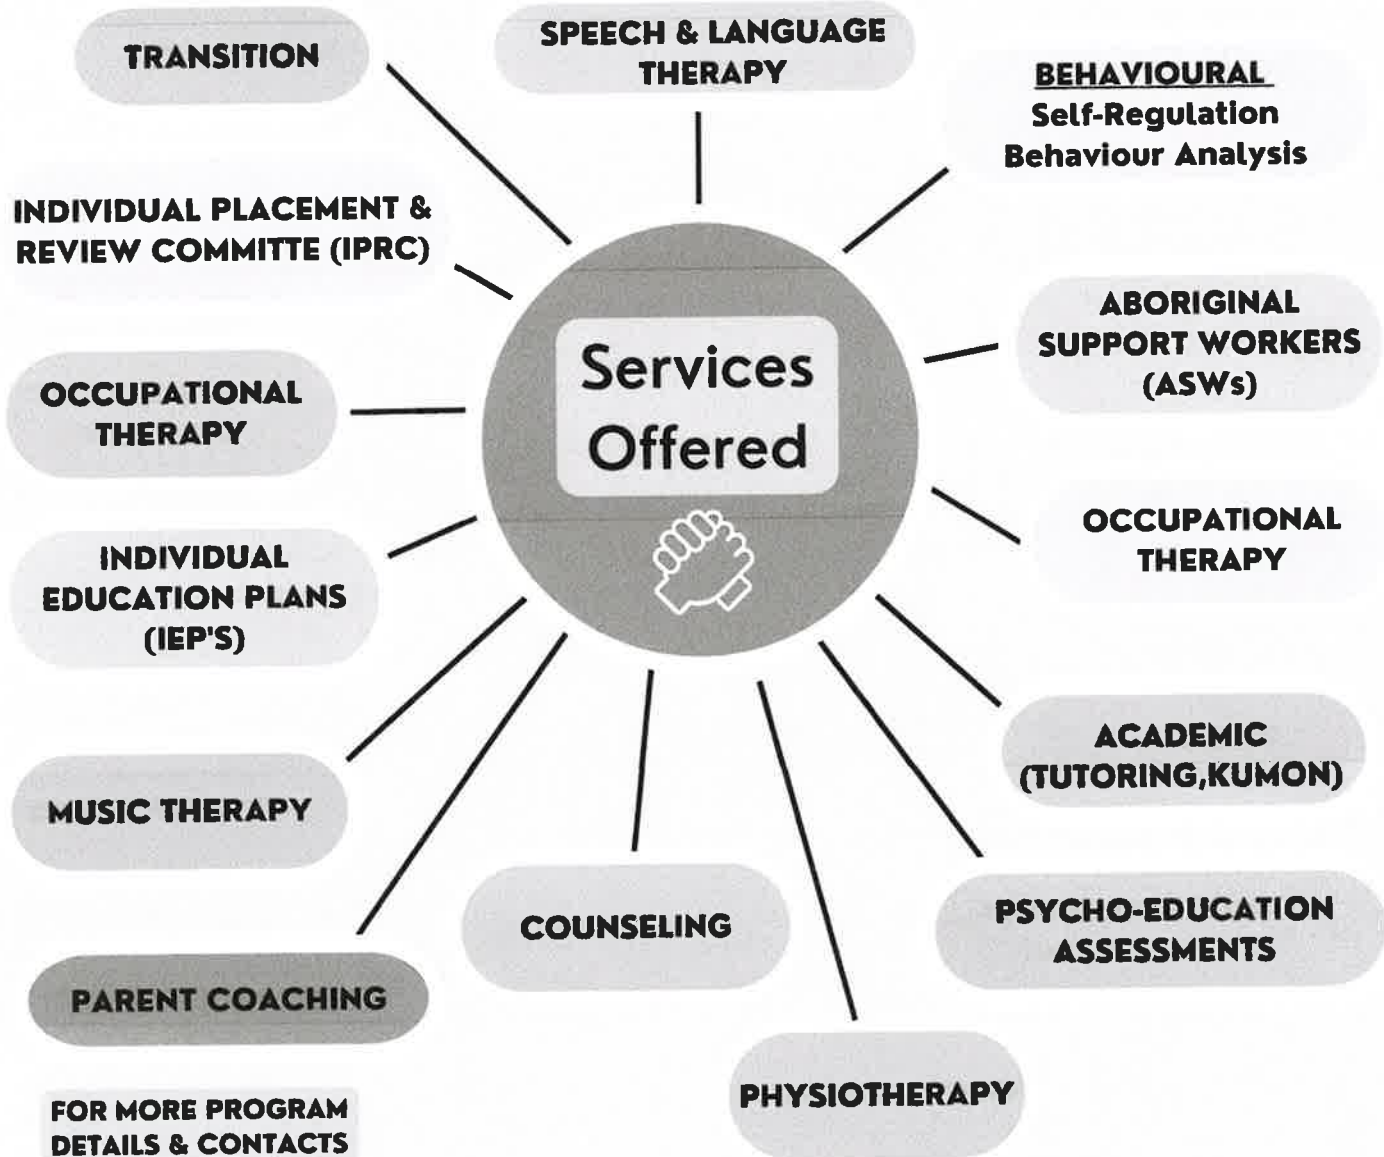 TRANSITION
SPEECH & LANGUAGE
THERAPY
BEHAVIOURAL
Self-Regulation
Behaviour Analysis
INDIVIDUAL PLACEMENT &
REVIEW COMMITTE (IPRC)
Services
Offered
ABORIGINAL
SUPPORT WORKERS
(ASWs)
OCCUPATIONAL
THERAPY
OCCUPATIONAL
THERAPY
INDIVIDUAL
EDUCATION PLANS
(IEP'S)
ACADEMIC
(TUTORING,KUMON)
MUSIC THERAPY
COUNSELING
PSYCHO-EDUCATION
ASSESSMENTS
PARENT COACHING
PHYSIOTHERAPY
FOR MORE PROGRAM
DETAILS & CONTACTS